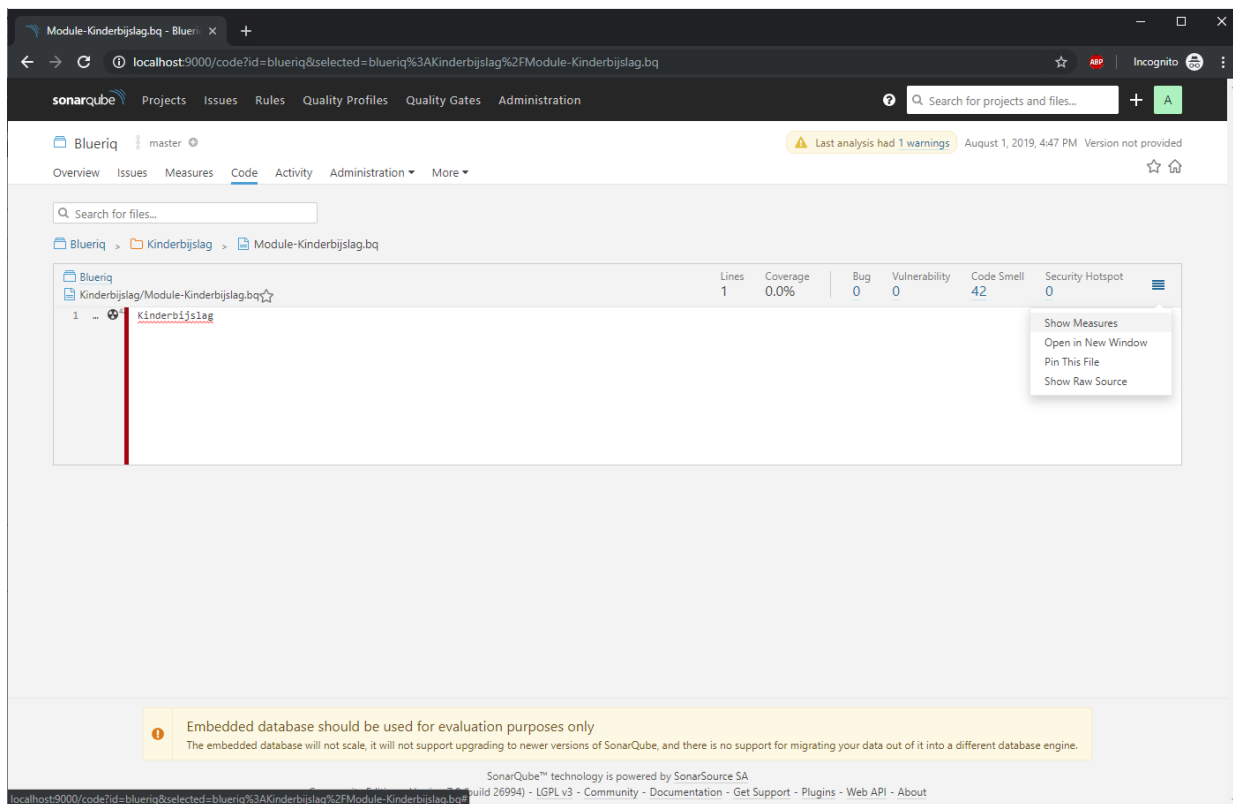 Module-Kinderbijslag.bq - Blueri
localhost:9000/code?id=blueriq&selected=blueriq%3AKinderbijslag%2FModule-Kinderbijslag.bq ABP Incognito
sonarqube Projects Issues Rules Quality Profiles Quality Gates Administration ? Search for projects and files... + A
Blueriq master Last analysis had 1 warnings August 1, 2019, 4:47 PM Version not provided
Overview Issues Measures Code Activity Administration More
Search for files...
Blueriq > Kinderbijslag > Module-Kinderbijslag.bq
Blueriq Lines Coverage Bug Vulnerability Code Smell Security Hotspot
Kinderbijslag/Module-Kinderbijslag.bq 1 0.0% 0 0 42 0
1 … Kinderbijslag
Show Measures
Open in New Window
Pin This File
Show Raw Source
Embedded database should be used for evaluation purposes only
The embedded database will not scale, it will not support upgrading to newer versions of SonarQube, and there is no support for migrating your data out of it into a different database engine.
SonarQube™ technology is powered by SonarSource SA
localhost:9000/code?id=blueriq&selected=blueriq%3AKinderbijslag%2FModule-Kinderbijslag.bq# build 26994) - LGPL v3 - Community - Documentation - Get Support - Plugins - Web API - About